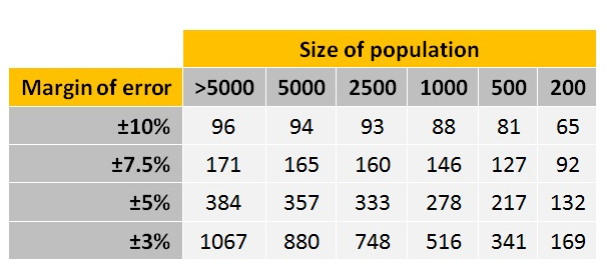 Size of population
Margin of error >5000 5000 2500 1000 500 200
±10% 96 94 93 88 81 65
±7.5% 171 165 160 146 127 92
±5% 384 357 333 278 217 132
±3% 1067 880 748 516 341 169